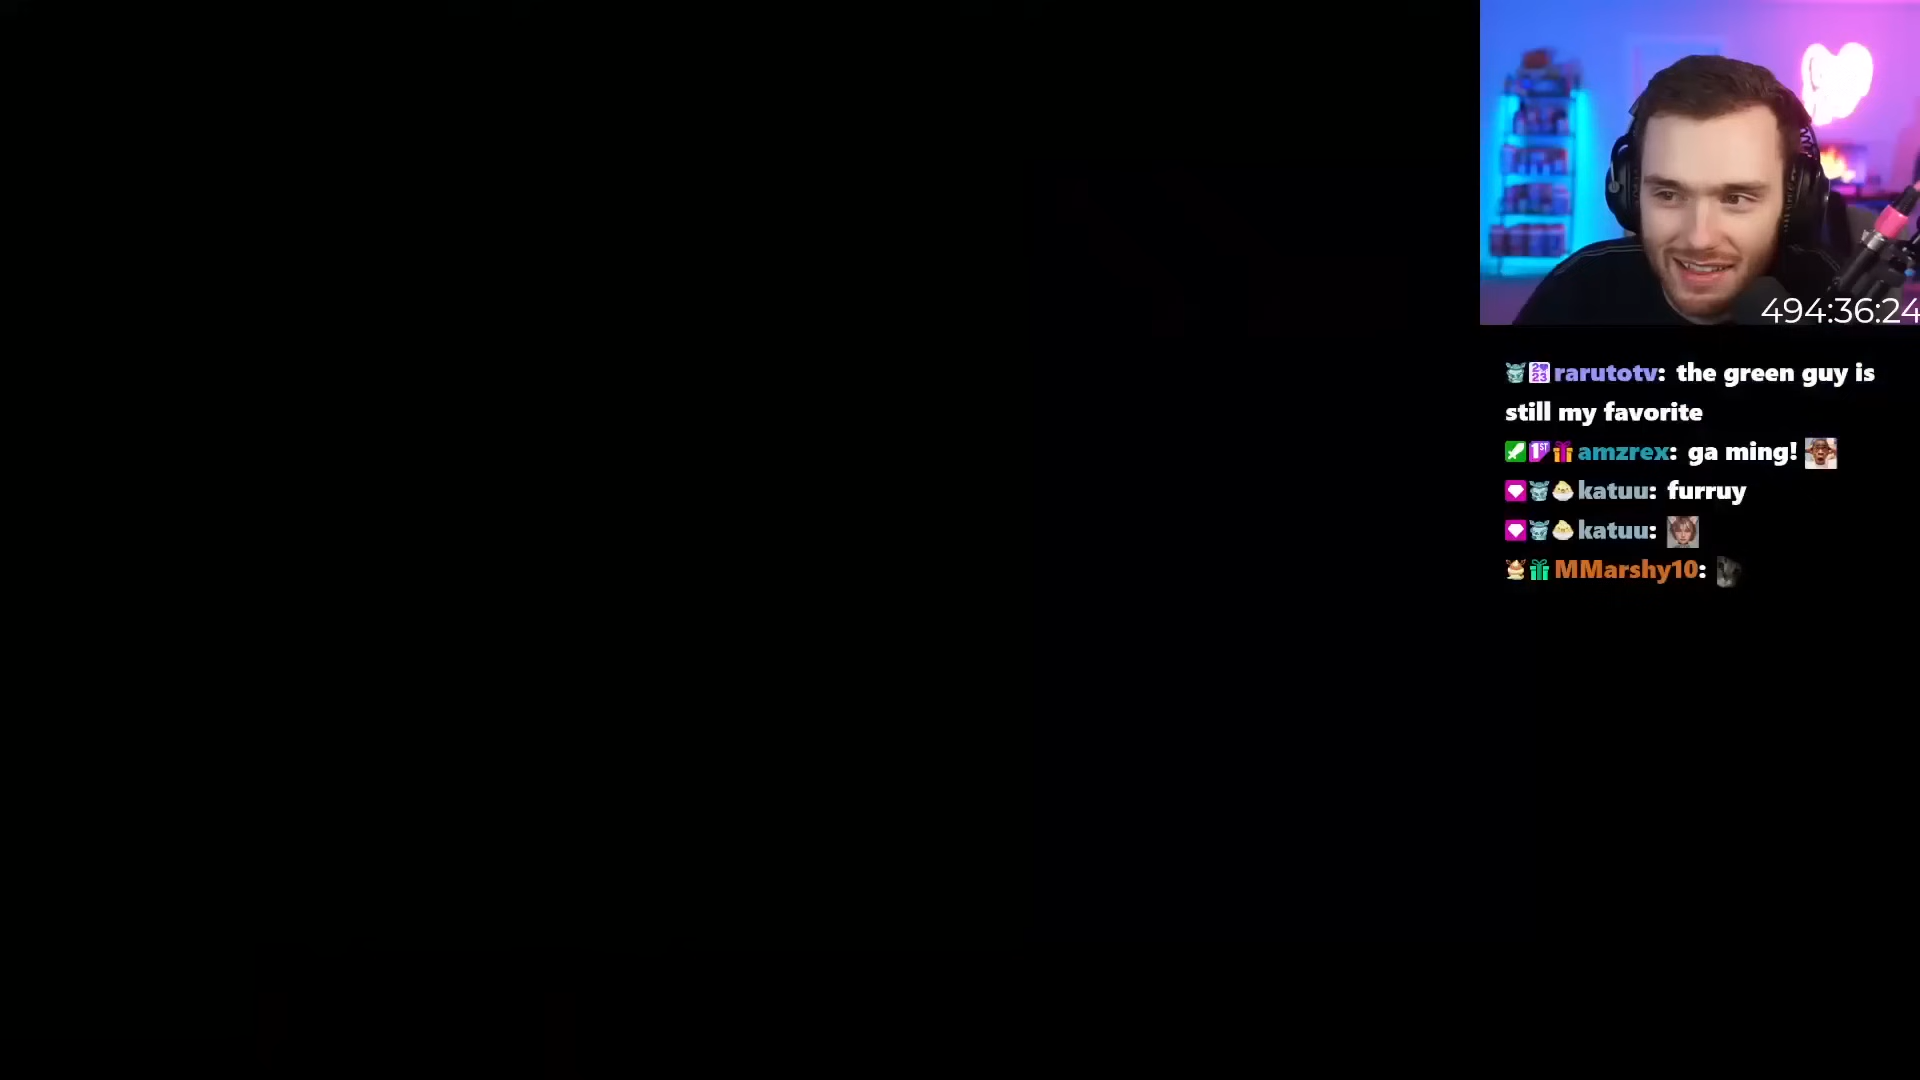 494:36:24
rarutotv: the green guy is
still my favorite
amzrex: ga ming!
katuu: furruy
katuu:
MMarshy10: